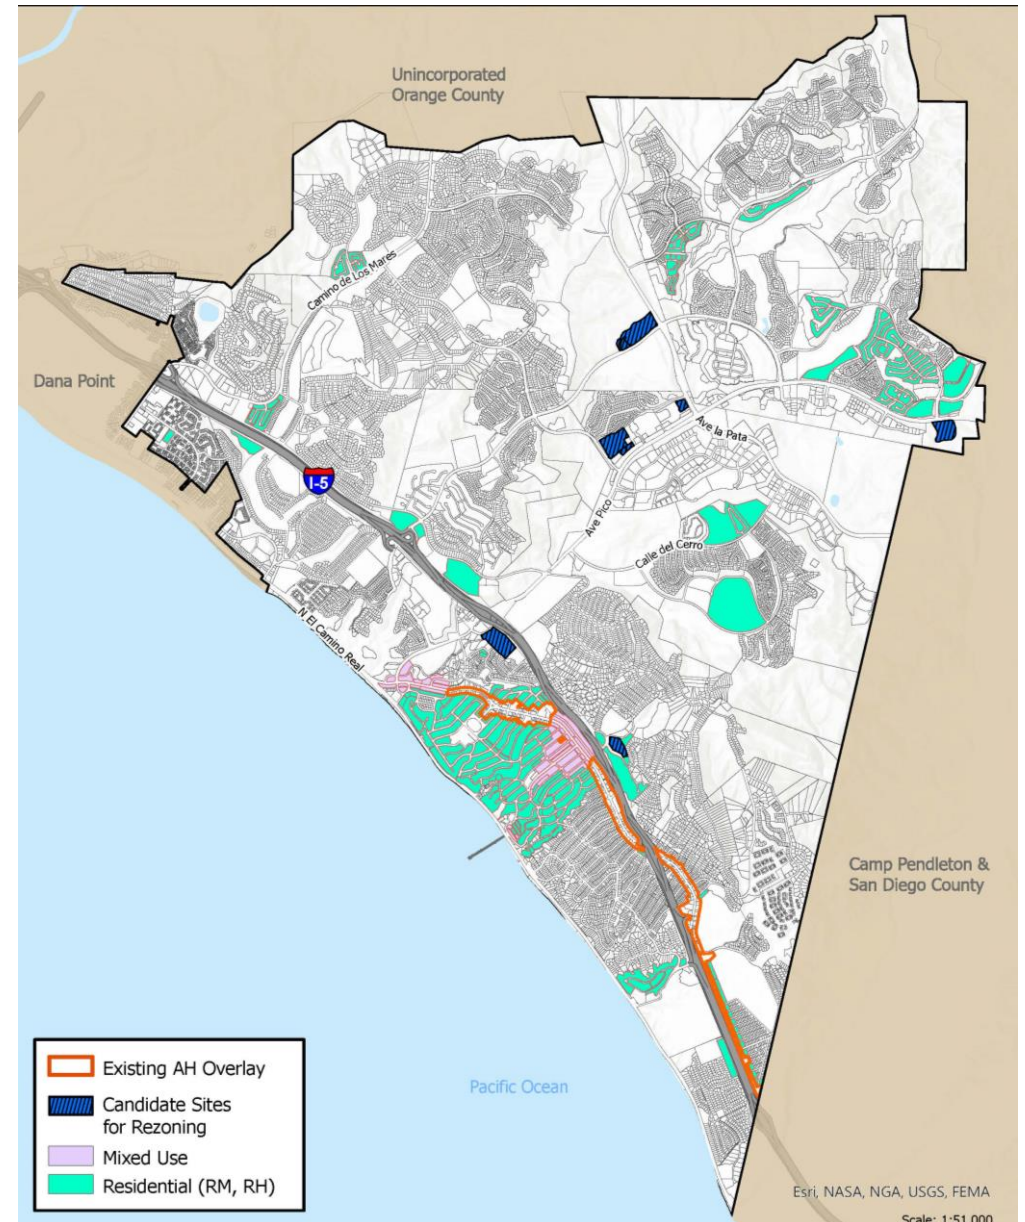 Unincorporated
Orange County
Camino de Los Mares
Dana Point
Ave la Pata
I-5
Ave Pico
Calle del Cerro
N El Camino Real
Camp Pendleton &
San Diego County
Pacific Ocean
Existing AH Overlay
Candidate Sites
for Rezoning
Mixed Use
Residential (RM, RH)
Esri, NASA, NGA, USGS, FEMA
Scale: 1:51,000